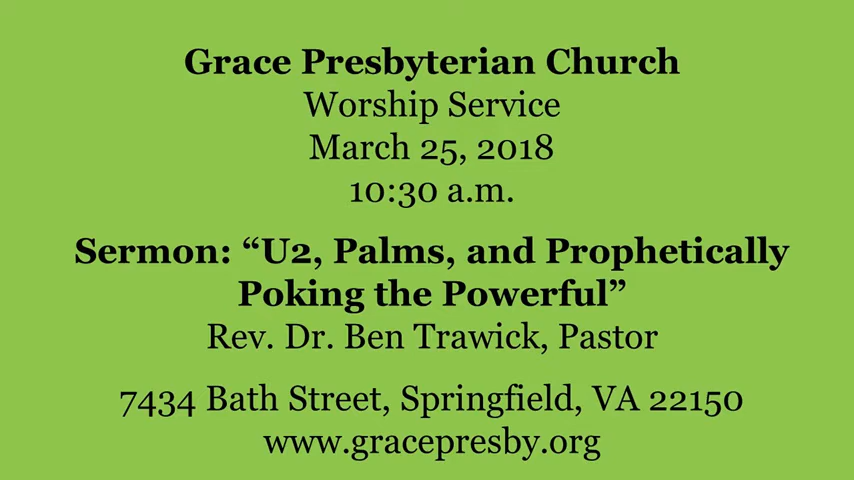 Grace Presbyterian Church
Worship Service
March 25, 2018
10:30 a.m.
Sermon: “U2, Palms, and Prophetically
Poking the Powerful”
Rev. Dr. Ben Trawick, Pastor
7434 Bath Street, Springfield, VA 22150
www.gracepresby.org